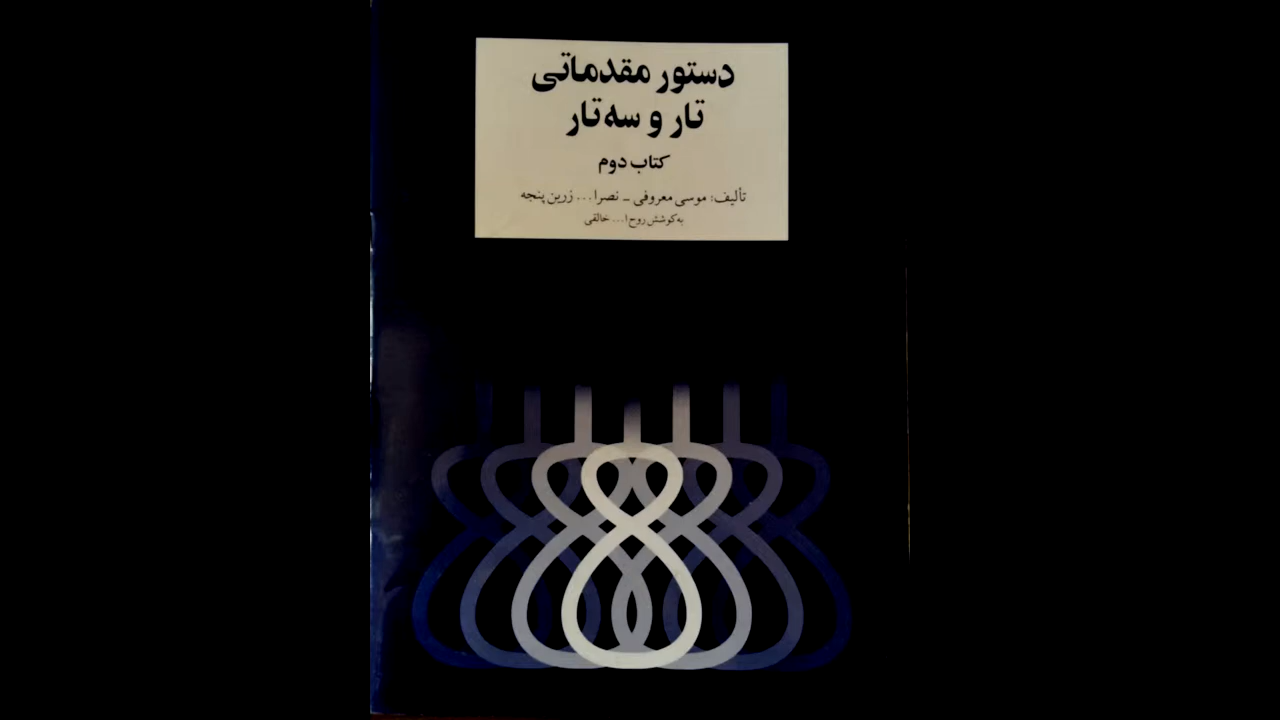 دستور مقدماتی
تار و سه‌تار
کتاب دوم
تألیف: موسی معروفی - نصرا... زرین پنجه
به‌کوشش روح ا... خالقی